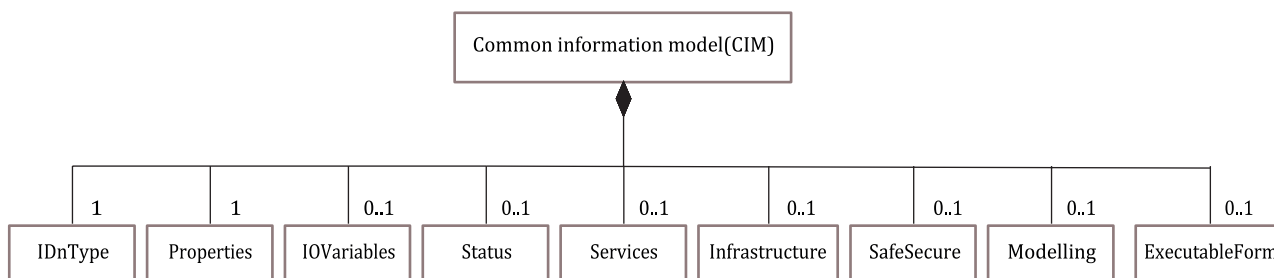 Common information model(CIM)
1 1 0..1 0..1 0..1 0..1 0..1 0..1 0..1
IDnType Properties IOVariables Status Services Infrastructure SafeSecure Modelling ExecutableForm